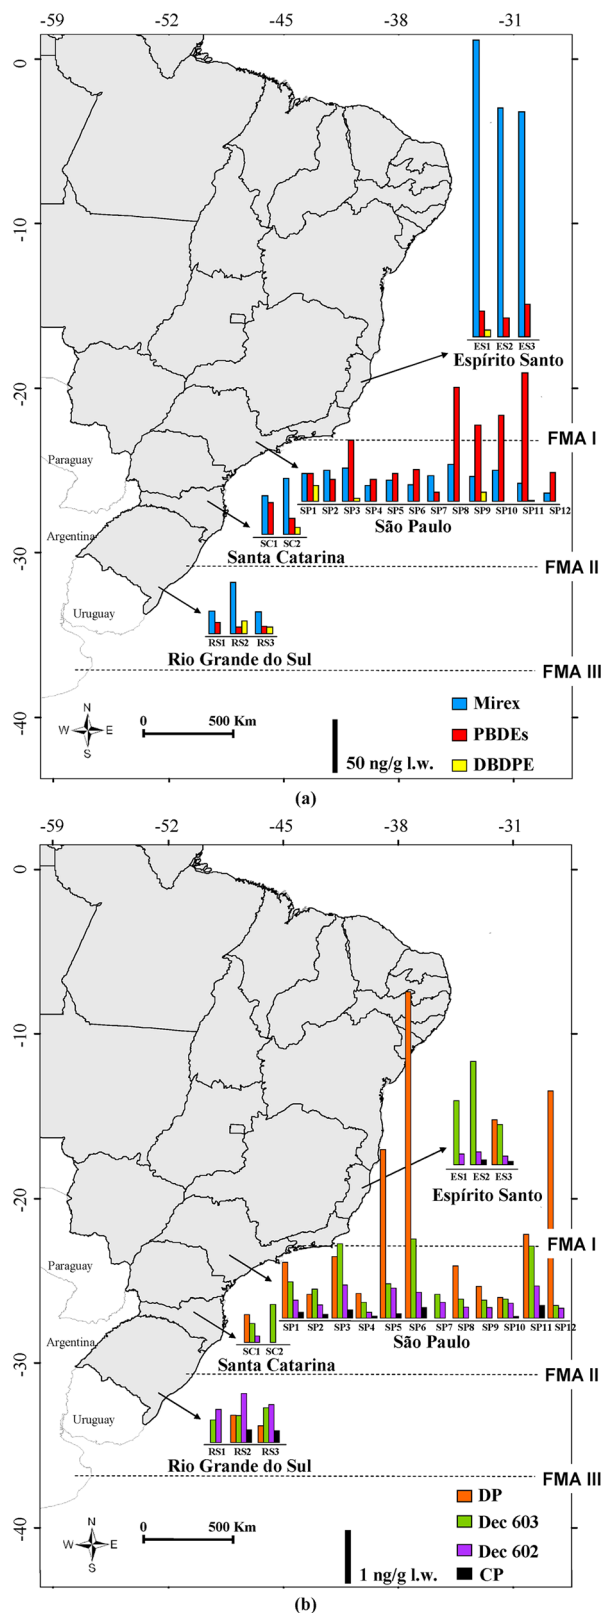 -59 -52 -45 -38 -31
0
-10
ES1 ES2 ES3
Espírito Santo
-20
FMA I
Paraguay
SP1 SP2 SP3 SP4 SP5 SP6 SP7 SP8 SP9 SP10 SP11 SP12
São Paulo
Argentina
SC1 SC2
Santa Catarina
-30
FMA II
Uruguay
RS1 RS2 RS3
Rio Grande do Sul
FMA III
Mirex
N
W E
S
0 500 Km
PBDEs
-40
50 ng/g l.w.
DBDPE
(a)
-59 -52 -45 -38 -31
0
-10
ES1 ES2 ES3
Espírito Santo
-20
FMA I
Paraguay
SP1 SP2 SP3 SP4 SP5 SP6 SP7 SP8 SP9 SP10 SP11 SP12
São Paulo
Argentina
SC1 SC2
Santa Catarina
-30
FMA II
Uruguay
RS1 RS2 RS3
Rio Grande do Sul
FMA III
DP
N
W E
S
0 500 Km
Dec 603
-40
Dec 602
1 ng/g l.w.
CP
(b)